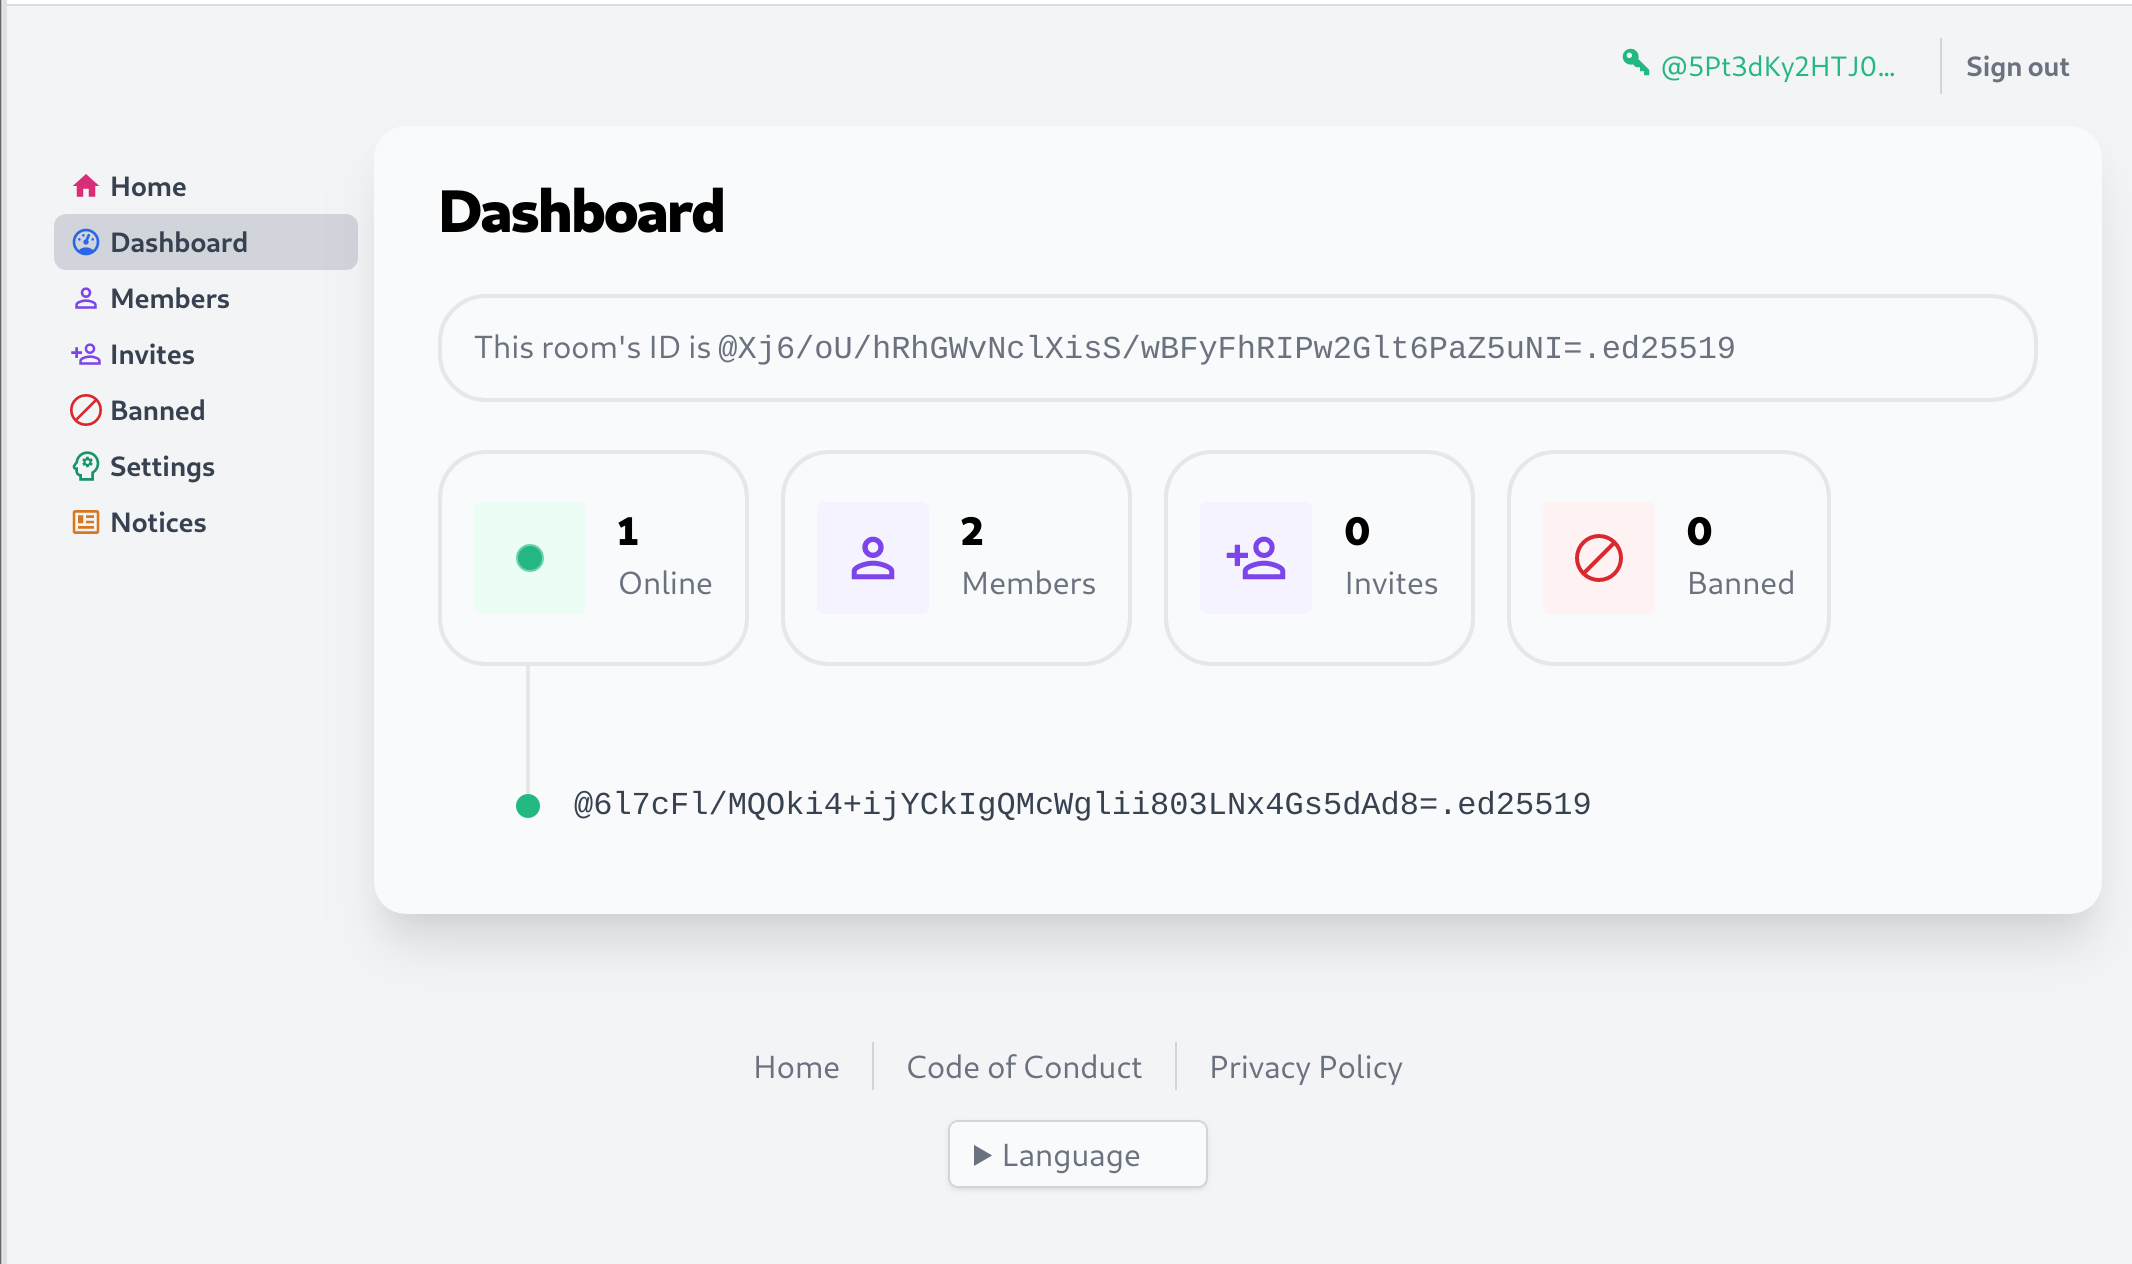 @5Pt3dKy2HTJ0...
Sign out
Home
Dashboard
Members
Invites
Banned
Settings
Notices
Dashboard
This room's ID is @Xj6/oU/hRhGWvNclXisS/wBFyFhRIPw2Glt6PaZ5uNI=.ed25519
1
Online
2
Members
0
Invites
0
Banned
@6l7cFl/MQOki4+ijYCkIgQMcWglii803LNx4Gs5dAd8=.ed25519
Home
Code of Conduct
Privacy Policy
Language